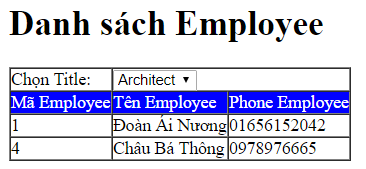 Danh sách Employee
Chọn Title: Architect
Mã Employee Tên Employee Phone Employee
1 Đoàn Ái Nương 01656152042
4 Châu Bá Thông 0978976665